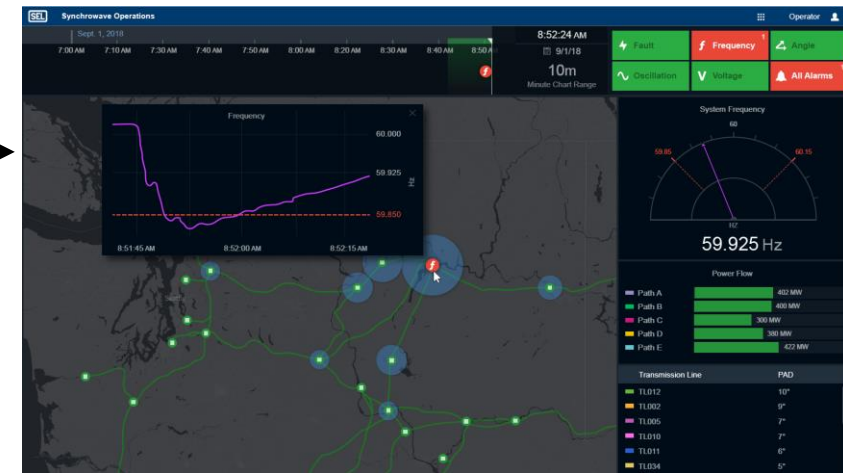 SEL Synchrowave Operations Operator
Sept. 1, 2018
7:00 AM 7:10 AM 7:30 AM 7:40 AM 7:50 AM 8:00 AM 8:20 AM 8:30 AM 8:40 AM 8:50 A
8:52:24 AM
9/1/18
10m
Minute Chart Range
Fault
Frequency 1
Angle
Oscillation
V Voltage
All Alarms 1
Frequency
60.000
59.925
Hz
59.850
8:51:45 AM 8:52:00 AM 8:52:15 AM
System Frequency
60
59.85 60.15
HZ
59.925 Hz
Power Flow
Path A 402 MW
Path B 400 MW
Path C 300 MW
Path D 380 MW
Path E 422 MW
Transmission Line PAD
TL012 10°
TL002 9°
TL005 7°
TL010 7°
TL011 6°
TL034 5°